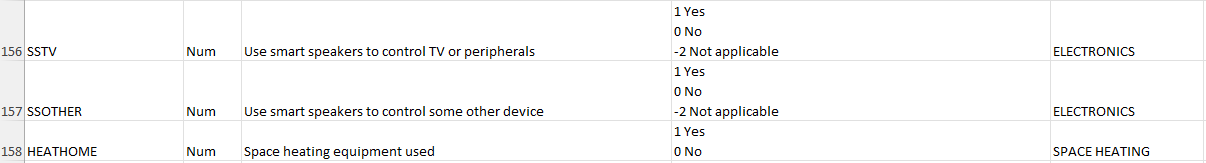 1 Yes
0 No
156 SSTV Num Use smart speakers to control TV or peripherals -2 Not applicable ELECTRONICS
1 Yes
0 No
157 SSOTHER Num Use smart speakers to control some other device -2 Not applicable ELECTRONICS
1 Yes
158 HEATHOME Num Space heating equipment used 0 No SPACE HEATING